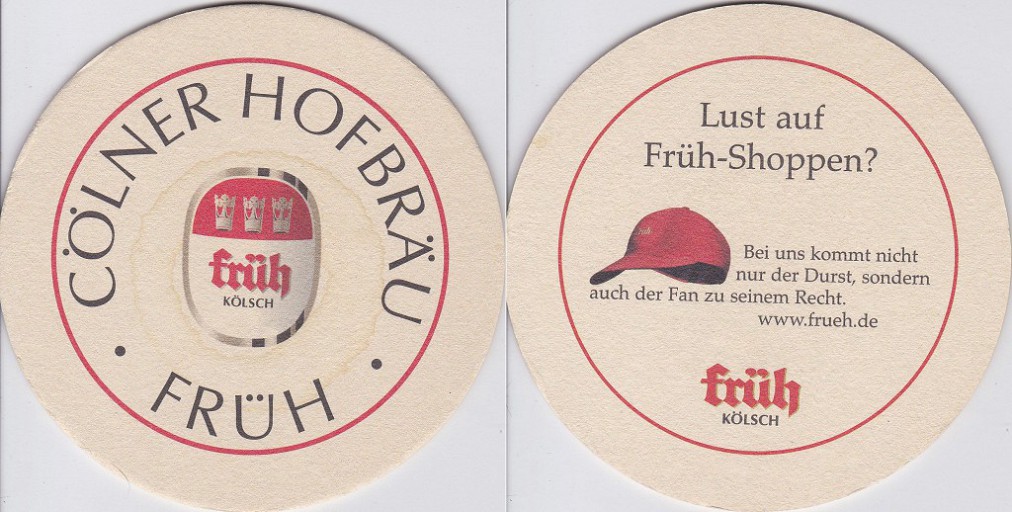 CÖLNER HOFBRÄU
früh
KÖLSCH
• FRÜH •
Lust auf
Früh-Shoppen?
Bei uns kommt nicht
nur der Durst, sondern
auch der Fan zu seinem Recht.
www.frueh.de
früh
KÖLSCH